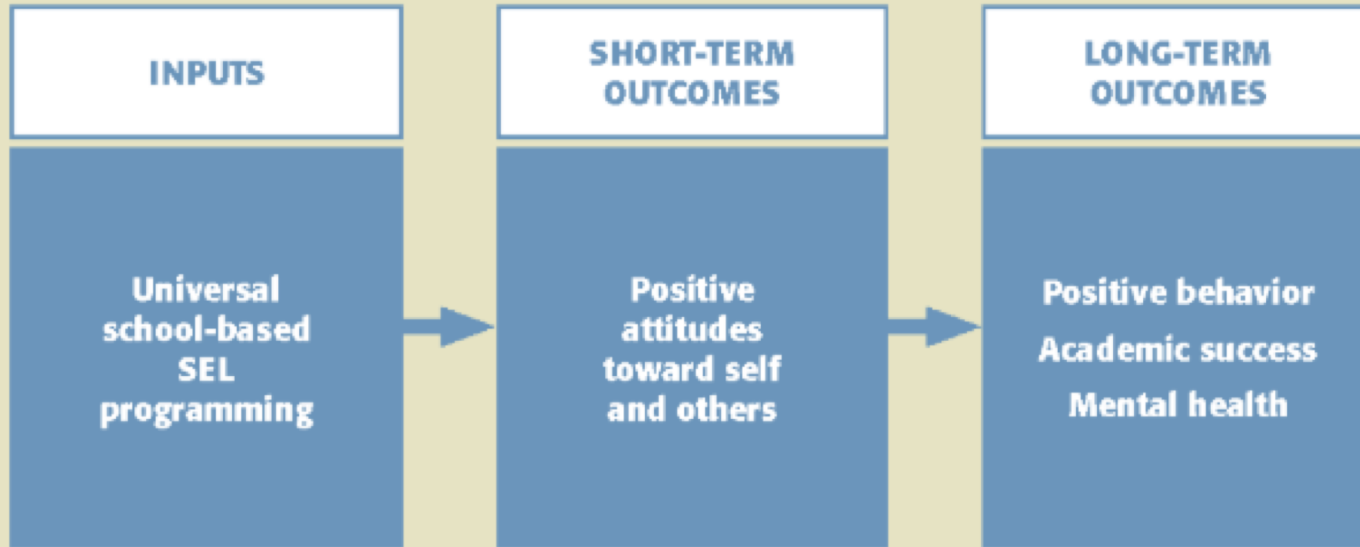 INPUTS
SHORT-TERM
OUTCOMES
LONG-TERM
OUTCOMES
Universal
school-based
SEL
programming
Positive
attitudes
toward self
and others
Positive behavior
Academic success
Mental health